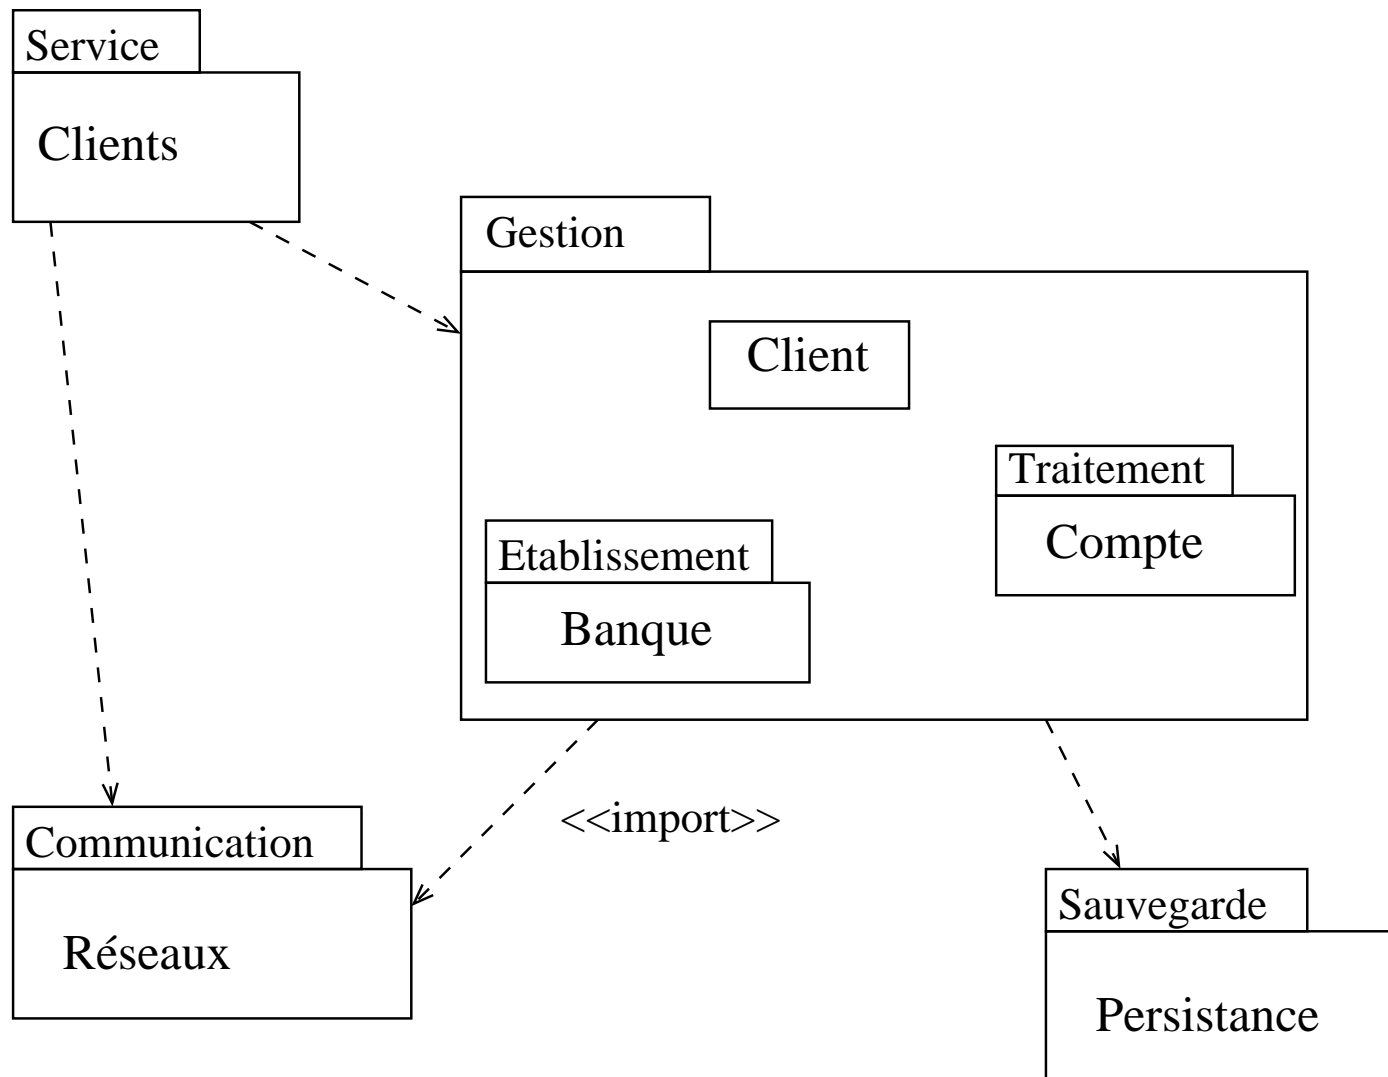 Service
Clients
Gestion
Client
Traitement
Compte
Etablissement
Banque
<<import>>
Communication
Réseaux
Sauvegarde
Persistance